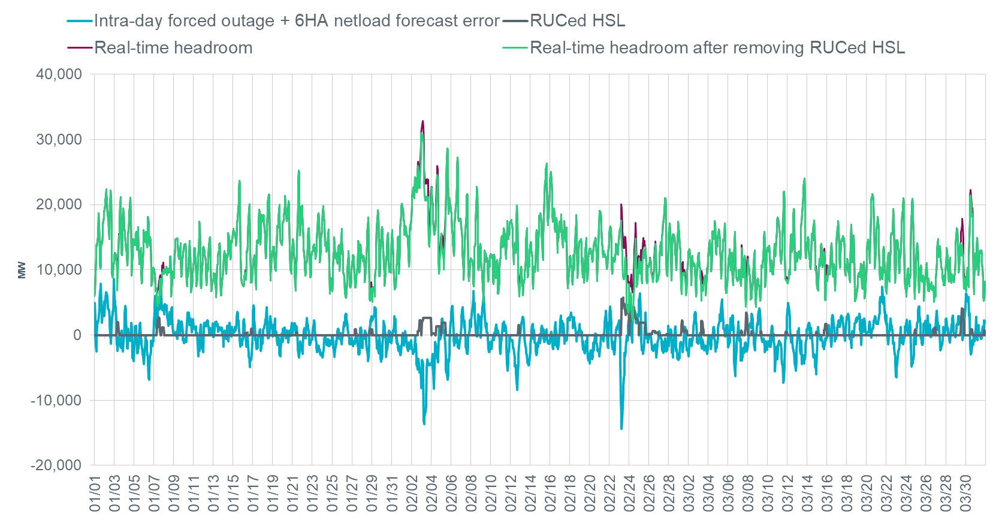 Intra-day forced outage + 6HA netload forecast error RUCed HSL
Real-time headroom Real-time headroom after removing RUCed HSL
40,000
30,000
20,000
10,000
0
-10,000
-20,000
MW
01/01 01/03 01/05 01/07 01/09 01/11 01/13 01/15 01/17 01/19 01/21 01/23 01/25 01/27 01/29 01/31 02/02 02/04 02/06 02/08 02/10 02/12 02/14 02/16 02/18 02/20 02/22 02/24 02/26 02/28 03/02 03/04 03/06 03/08 03/10 03/12 03/14 03/16 03/18 03/20 03/22 03/24 03/26 03/28 03/30